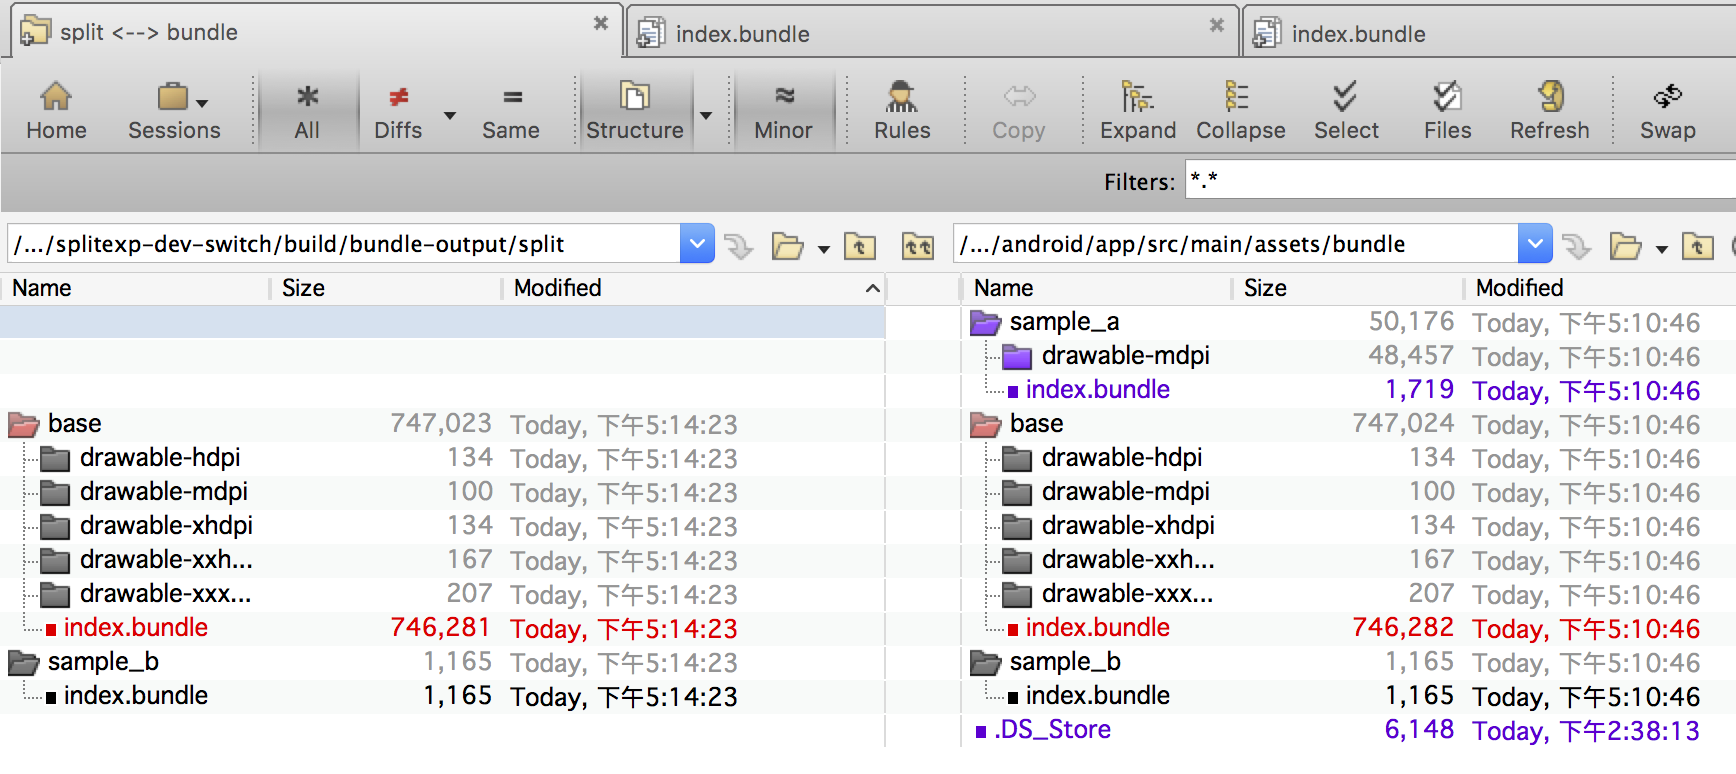 split <--> bundle index.bundle index.bundle
Home Sessions All Diffs Same Structure Minor Rules Copy Expand Collapse Select Files Refresh Swap
Filters: *.*
/.../splitexp-dev-switch/build/bundle-output/split /.../android/app/src/main/assets/bundle
Name Size Modified Name Size Modified
sample_a 50,176 Today, 下午5:10:46
drawable-mdpi 48,457 Today, 下午5:10:46
index.bundle 1,719 Today, 下午5:10:46
base 747,023 Today, 下午5:14:23 base 747,024 Today, 下午5:10:46
drawable-hdpi 134 Today, 下午5:14:23 drawable-hdpi 134 Today, 下午5:10:46
drawable-mdpi 100 Today, 下午5:14:23 drawable-mdpi 100 Today, 下午5:10:46
drawable-xhdpi 134 Today, 下午5:14:23 drawable-xhdpi 134 Today, 下午5:10:46
drawable-xxh... 167 Today, 下午5:14:23 drawable-xxh... 167 Today, 下午5:10:46
drawable-xxx... 207 Today, 下午5:14:23 drawable-xxx... 207 Today, 下午5:10:46
index.bundle 746,281 Today, 下午5:14:23 index.bundle 746,282 Today, 下午5:10:46
sample_b 1,165 Today, 下午5:14:23 sample_b 1,165 Today, 下午5:10:46
index.bundle 1,165 Today, 下午5:14:23 index.bundle 1,165 Today, 下午5:10:46
.DS_Store 6,148 Today, 下午2:38:13